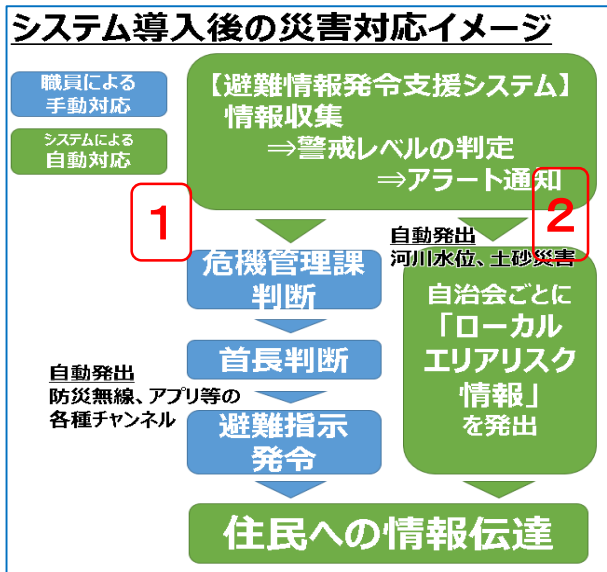 システム導入後の災害対応イメージ
職員による
手動対応
システムによる
自動対応
【避難情報発令支援システム】
情報収集
⇒警戒レベルの判定
⇒アラート通知
1
2
自動発出
河川水位、土砂災害
危機管理課
判断
首長判断
自動発出
防災無線、アプリ等の
各種チャンネル
避難指示
発令
自治会ごとに
「ローカル
エリアリスク
情報」
を発出
住民への情報伝達